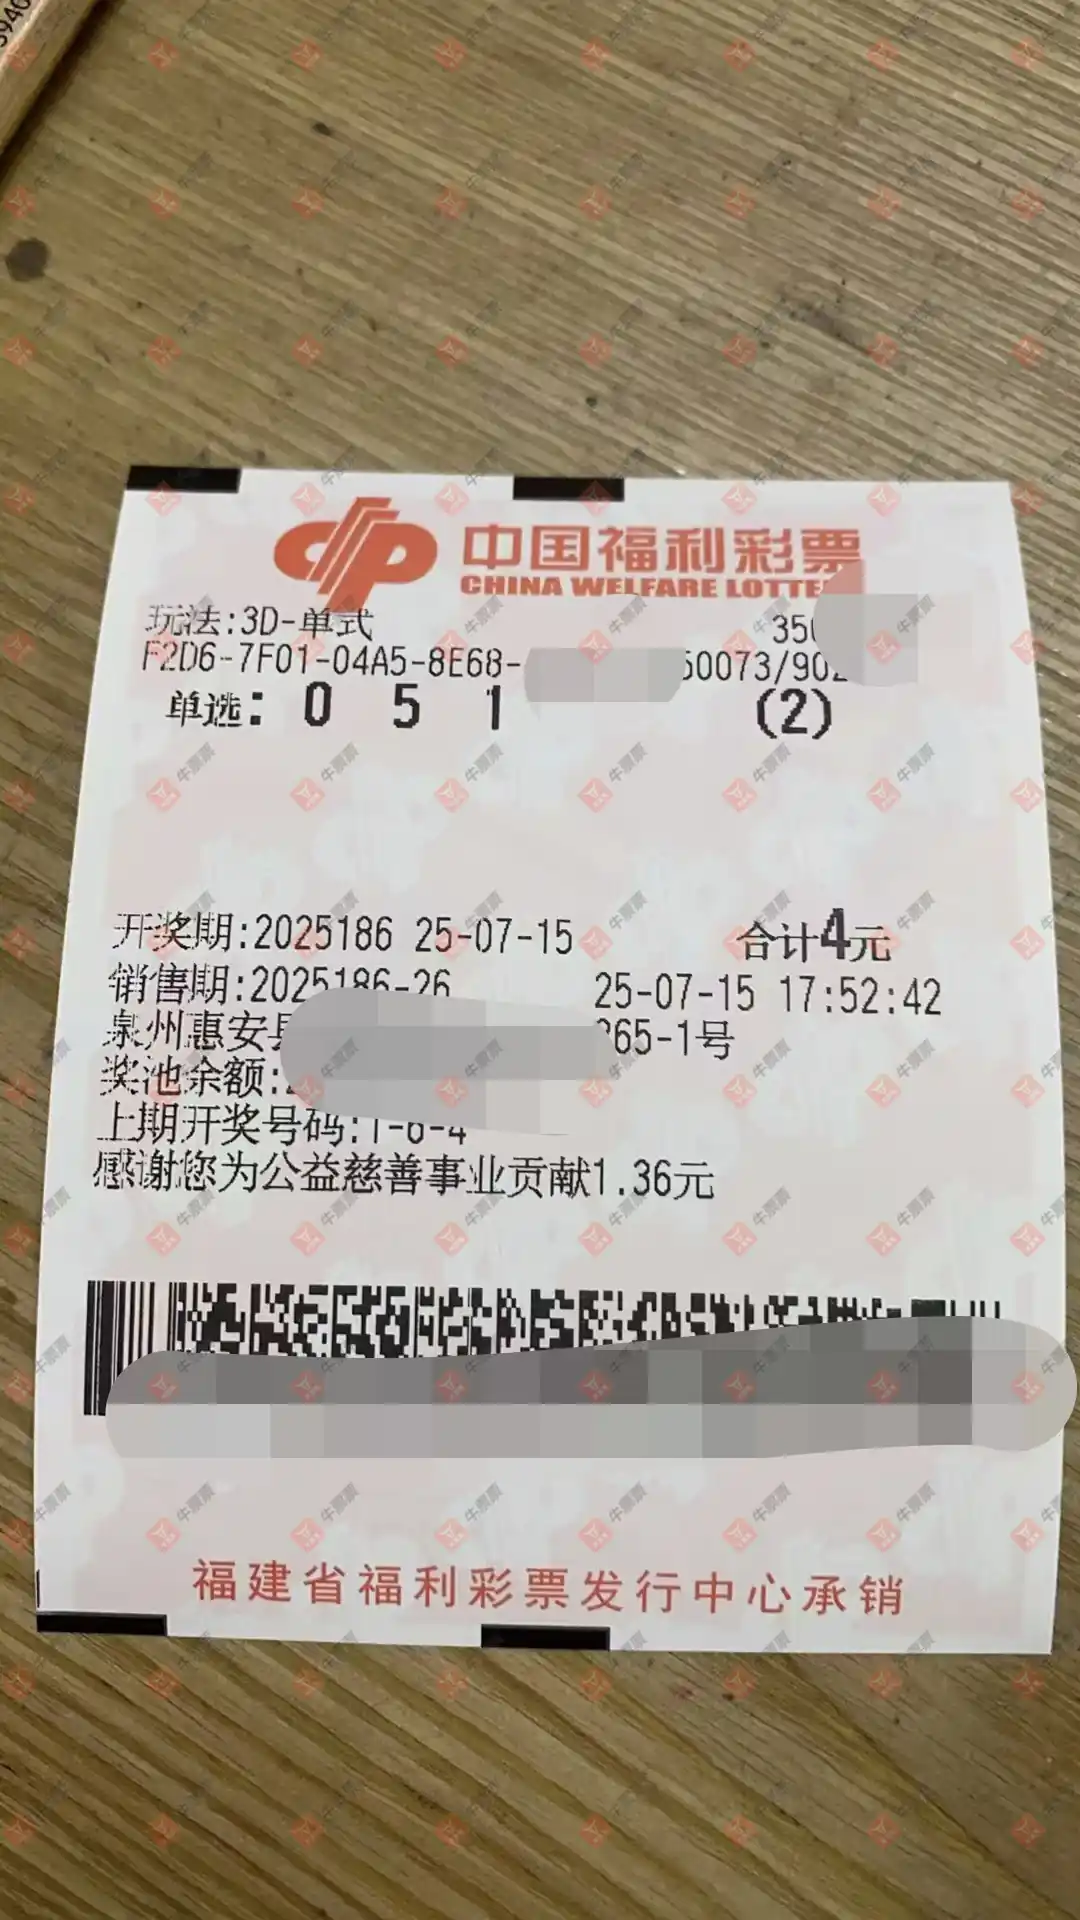 中国福利彩票
CHINA WELFARE LOTTE
玩法:3D-单式 350
F2D6-7F01-04A5-8E68- 50073/902
单选: 0 5 1 (2)
开奖期:2025186 25-07-15 合计4元
销售期:2025186-26 25-07-15 17:52:42
泉州惠安县 365-1号
奖池余额:
上期开奖号码:1-6-4
感谢您为公益慈善事业贡献1.36元
福建省福利彩票发行中心承销
牛票票